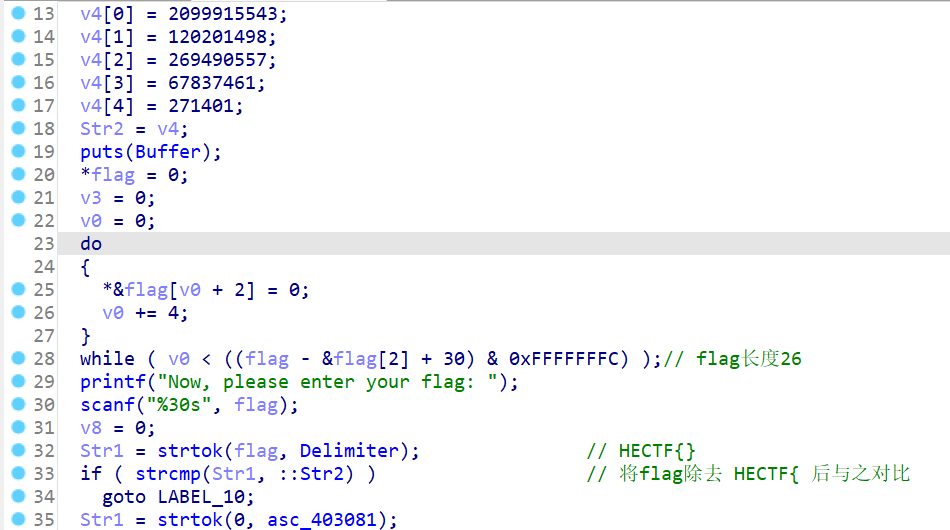 13 v4[0] = 2099915543;
14 v4[1] = 120201498;
15 v4[2] = 269490557;
16 v4[3] = 67837461;
17 v4[4] = 271401;
18 Str2 = v4;
19 puts(Buffer);
20 *flag = 0;
21 v3 = 0;
22 v0 = 0;
23 do
24 {
25 *&flag[v0 + 2] = 0;
26 v0 += 4;
27 }
28 while ( v0 < ((flag - &flag[2] + 30) & 0xFFFFFFFC) );// flag长度26
29 printf("Now, please enter your flag: ");
30 scanf("%30s", flag);
31 v8 = 0;
32 Str1 = strtok(flag, Delimiter); // HECTF{}
33 if ( strcmp(Str1, ::Str2) ) // 将flag除去 HECTF{ 后与之对比
34 goto LABEL_10;
35 Str1 = strtok(0, asc_403081);